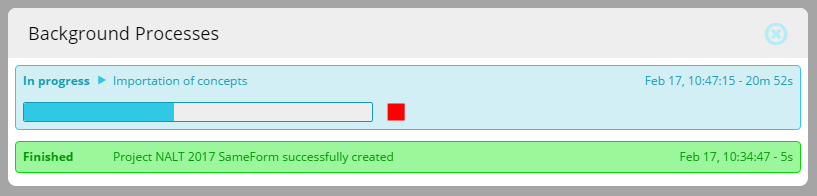 Background Processes
In progress Importation of concepts Feb 17, 10:47:15 - 20m 52s
Finished Project NALT 2017 SameForm successfully created Feb 17, 10:34:47 - 5s